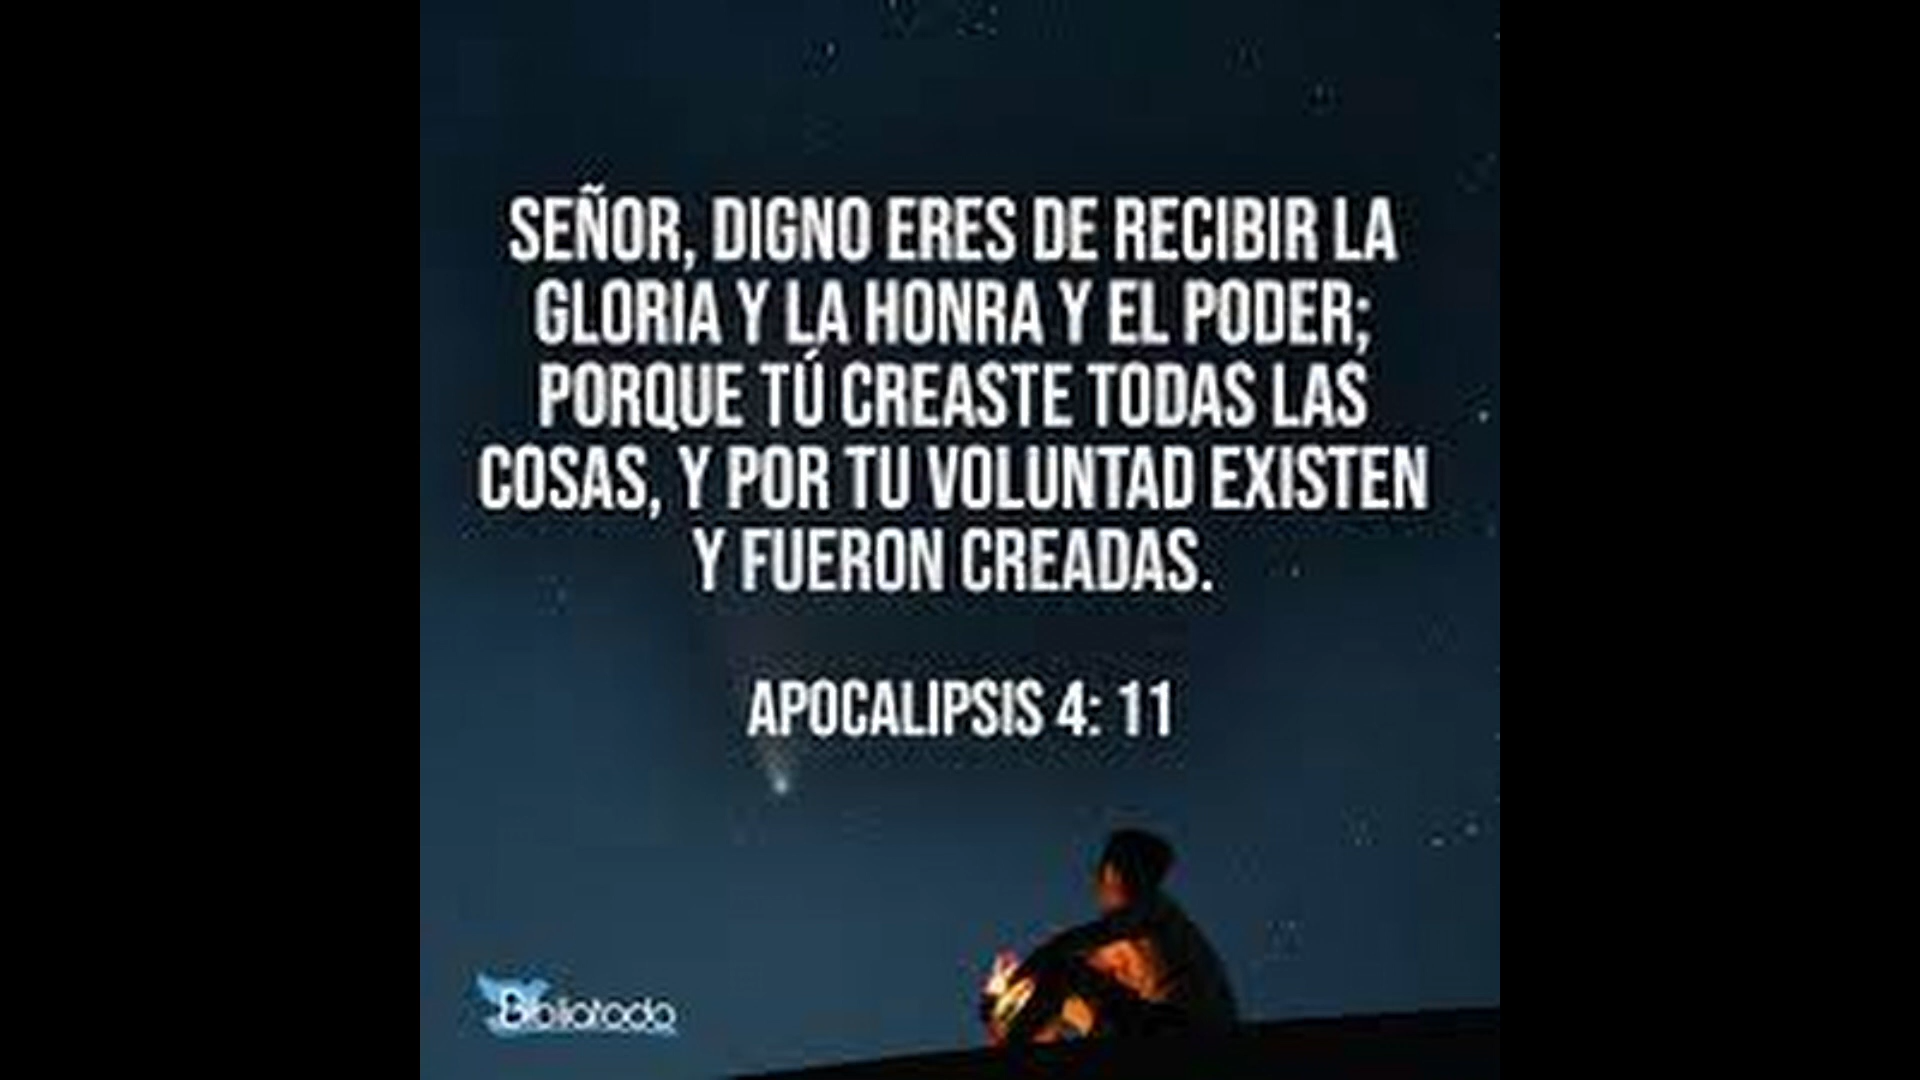 SEÑOR, DIGNO ERES DE RECIBIR LA
GLORIA Y LA HONRA Y EL PODER;
PORQUE TÚ CREASTE TODAS LAS
COSAS, Y POR TU VOLUNTAD EXISTEN
Y FUERON CREADAS.
APOCALIPSIS 4: 11
Bibliatodo